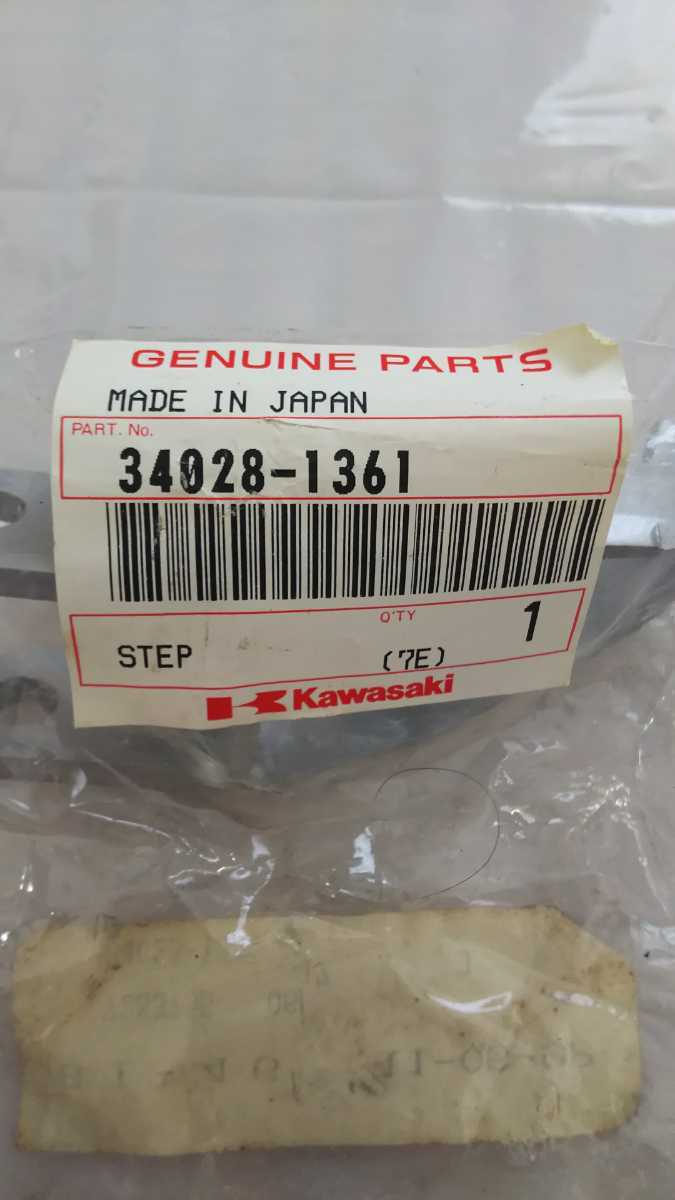 GENUINE PARTS
MADE IN JAPAN
PART. No.
34028-1361
Q'TY
1
STEP
(7E)
Kawasaki